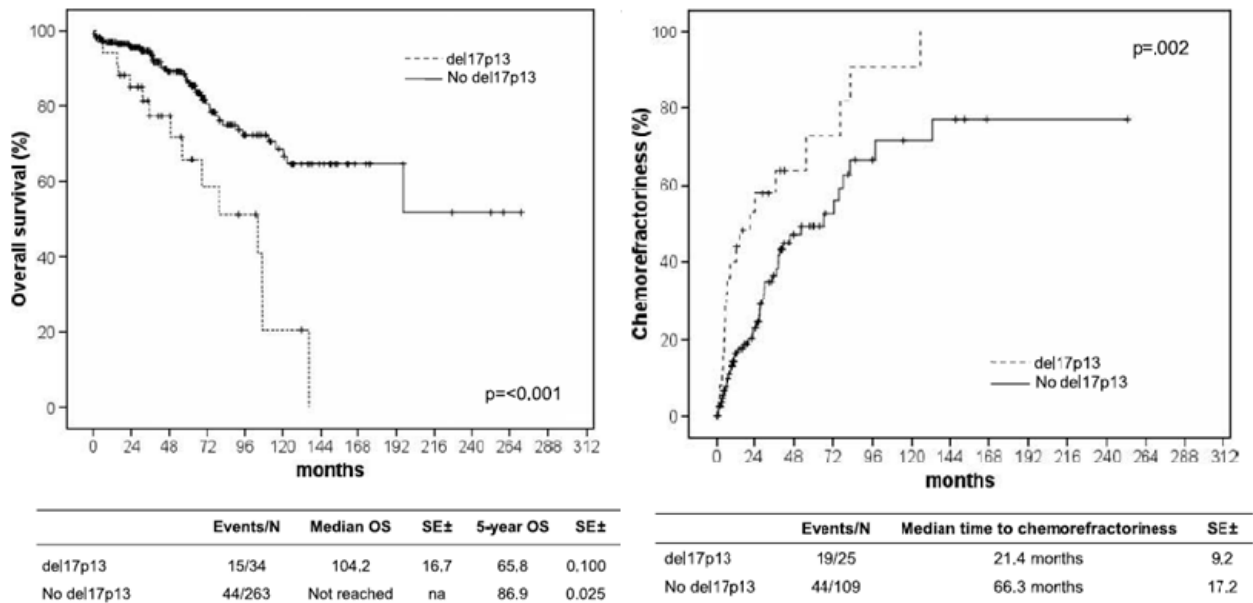 Overall survival (%)
100
80
60
40
20
0
del17p13
No del17p13
p=<0.001
0 24 48 72 96 120 144 168 192 216 240 264 288 312
months
Events/N Median OS SE± 5-year OS SE±
del17p13 15/34 104.2 16,7 65.8 0.100
No del17p13 44/263 Not reached na 86.9 0.025
Chemorefractoriness (%)
100
80
60
40
20
0
p=.002
del17p13
No del17p13
0 24 48 72 96 120 144 168 192 216 240 264 288 312
months
Events/N Median time to chemorefractoriness SE±
del17p13 19/25 21.4 months 9.2
No del17p13 44/109 66.3 months 17.2